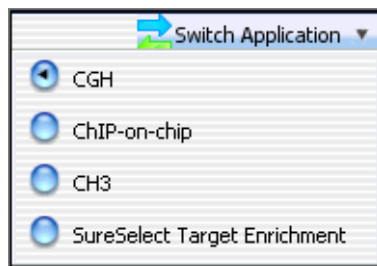 Switch Application
CGH
ChIP-on-chip
CH3
SureSelect Target Enrichment